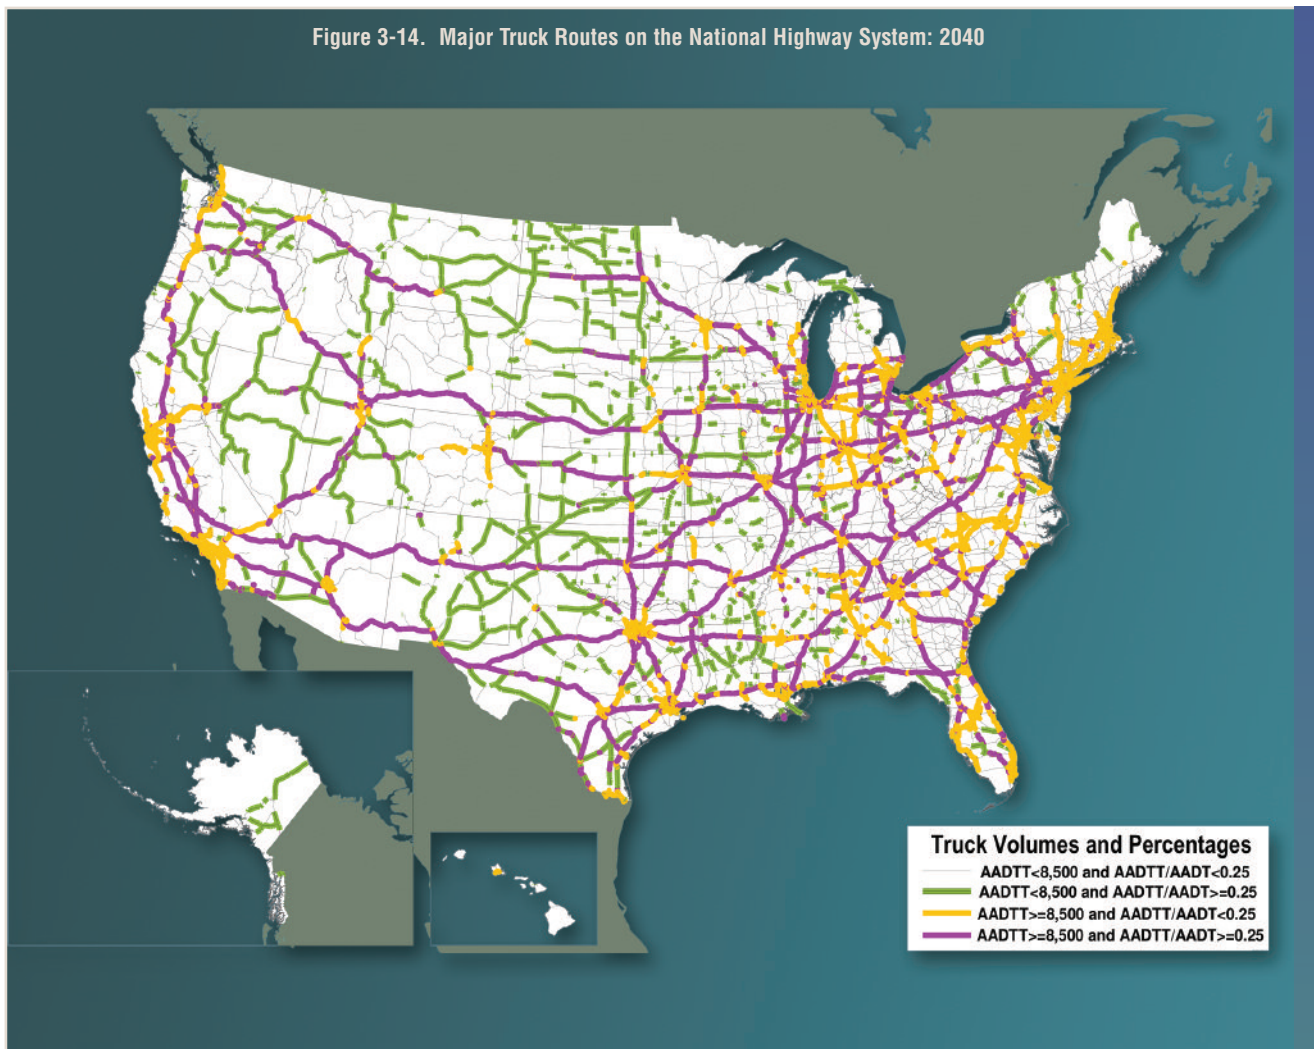 Figure 3-14. Major Truck Routes on the National Highway System: 2040
Truck Volumes and Percentages
AADTT<8,500 and AADTT/AADT<0.25
AADTT<8,500 and AADTT/AADT>=0.25
AADTT>=8,500 and AADTT/AADT<0.25
AADTT>=8,500 and AADTT/AADT>=0.25